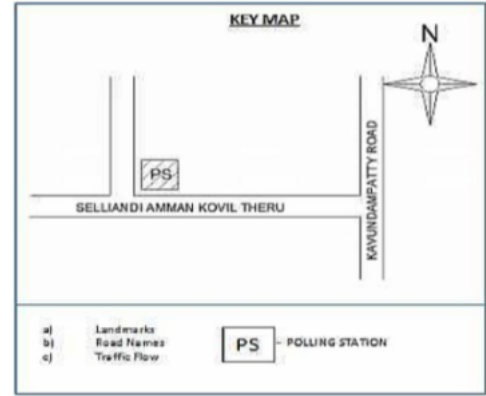 KEY MAP
N
PS
SELLIANDI AMMAN KOVIL THERU
KAVUNDAMPATTY ROAD
a) Landmarks
b) Road Names
c) Traffic Flow
PS - POLLING STATION